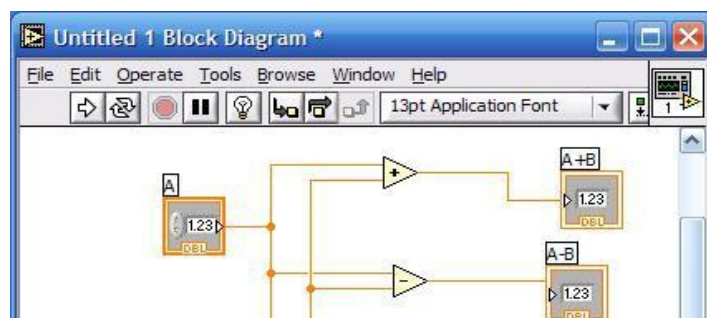 Untitled 1 Block Diagram *
File Edit Operate Tools Browse Window Help
13pt Application Font
1
A+B
+
A
1.23
1.23
DBL
DBL
A-B
-
1.23
DBL